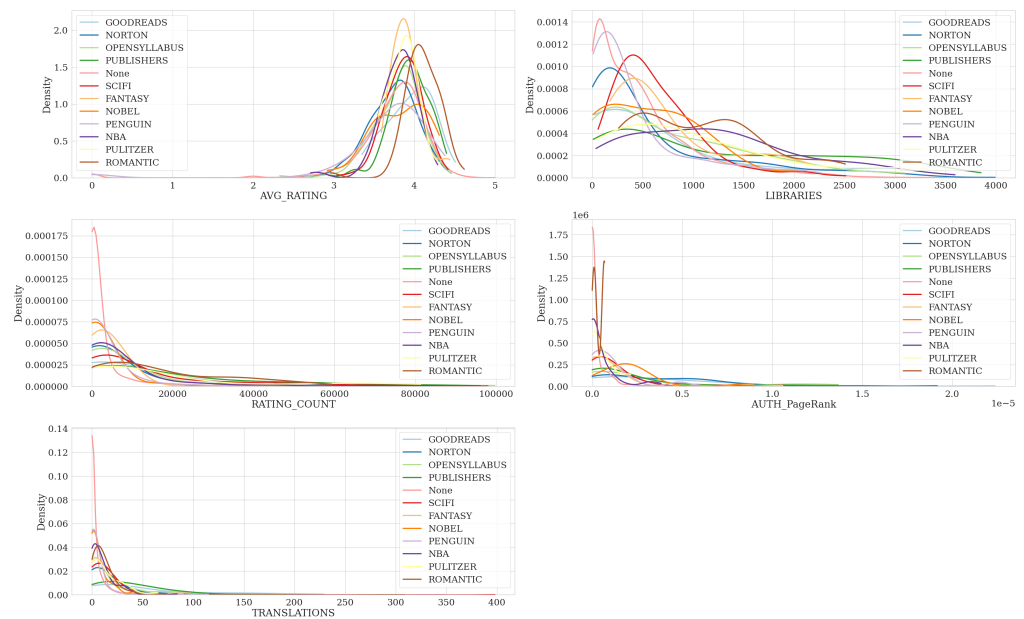 Density
2.0
1.5
1.0
0.5
0.0
0
1
2
3
4
5
AVG_RATING
GOODREADS
NORTON
OPENSYLLABUS
PUBLISHERS
None
SCIFI
FANTASY
NOBEL
PENGUIN
NBA
PULITZER
ROMANTIC
Density
0.0014
0.0012
0.0010
0.0008
0.0006
0.0004
0.0002
0.0000
0
500
1000
1500
2000
2500
3000
3500
4000
LIBRARIES
GOODREADS
NORTON
OPENSYLLABUS
PUBLISHERS
None
SCIFI
FANTASY
NOBEL
PENGUIN
NBA
PULITZER
ROMANTIC
Density
0.000175
0.000150
0.000125
0.000100
0.000075
0.000050
0.000025
0.000000
0
20000
40000
60000
80000
100000
RATING_COUNT
GOODREADS
NORTON
OPENSYLLABUS
PUBLISHERS
None
SCIFI
FANTASY
NOBEL
PENGUIN
NBA
PULITZER
ROMANTIC
1e6
Density
1.75
1.50
1.25
1.00
0.75
0.50
0.25
0.00
0.0
0.5
1.0
1.5
2.0
AUTH_PageRank
1e−5
GOODREADS
NORTON
OPENSYLLABUS
PUBLISHERS
None
SCIFI
FANTASY
NOBEL
PENGUIN
NBA
PULITZER
ROMANTIC
Density
0.14
0.12
0.10
0.08
0.06
0.04
0.02
0.00
0
50
100
150
200
250
300
350
400
TRANSLATIONS
GOODREADS
NORTON
OPENSYLLABUS
PUBLISHERS
None
SCIFI
FANTASY
NOBEL
PENGUIN
NBA
PULITZER
ROMANTIC